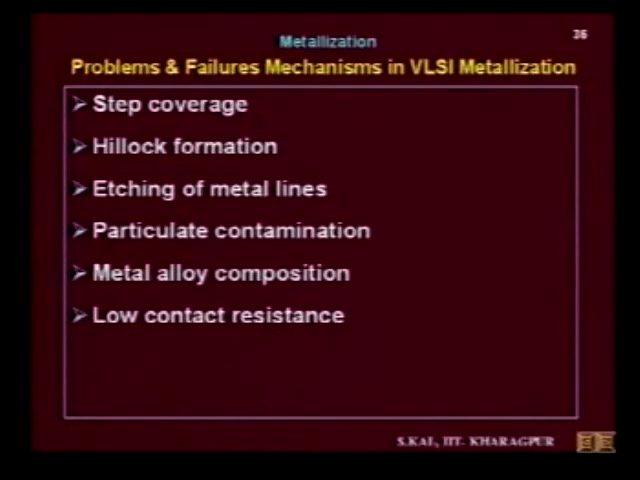 36
Metallization
Problems & Failures Mechanisms in VLSI Metallization
➢ Step coverage
➢ Hillock formation
➢ Etching of metal lines
➢ Particulate contamination
➢ Metal alloy composition
➢ Low contact resistance
S.KAL, IIT- KHARAGPUR